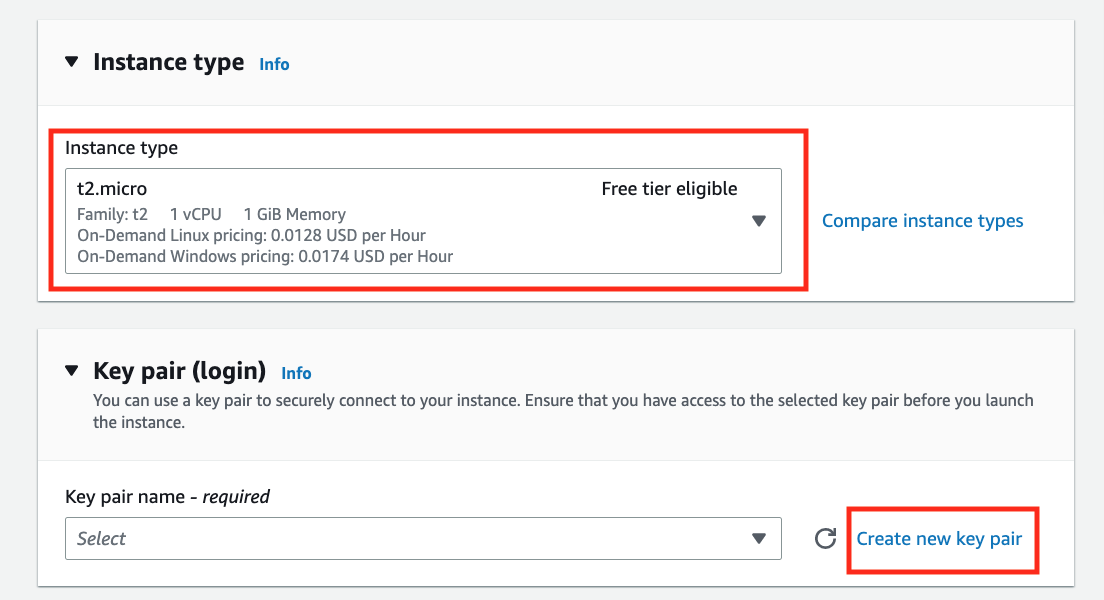 Instance type Info
Instance type
t2.micro Free tier eligible
Family: t2 1 vCPU 1 GiB Memory
On-Demand Linux pricing: 0.0128 USD per Hour
On-Demand Windows pricing: 0.0174 USD per Hour
Compare instance types
Key pair (login) Info
You can use a key pair to securely connect to your instance. Ensure that you have access to the selected key pair before you launch
the instance.
Key pair name - required
Select
Create new key pair